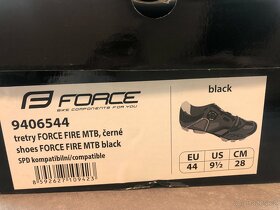 FORCE
BIKE COMPONENTS FOR YOU
black
9406544
tretry FORCE FIRE MTB, černé
shoes FORCE FIRE MTB black
SPD kompatibilní/compatible
EU US CM
44 9½ 28
8592627109423